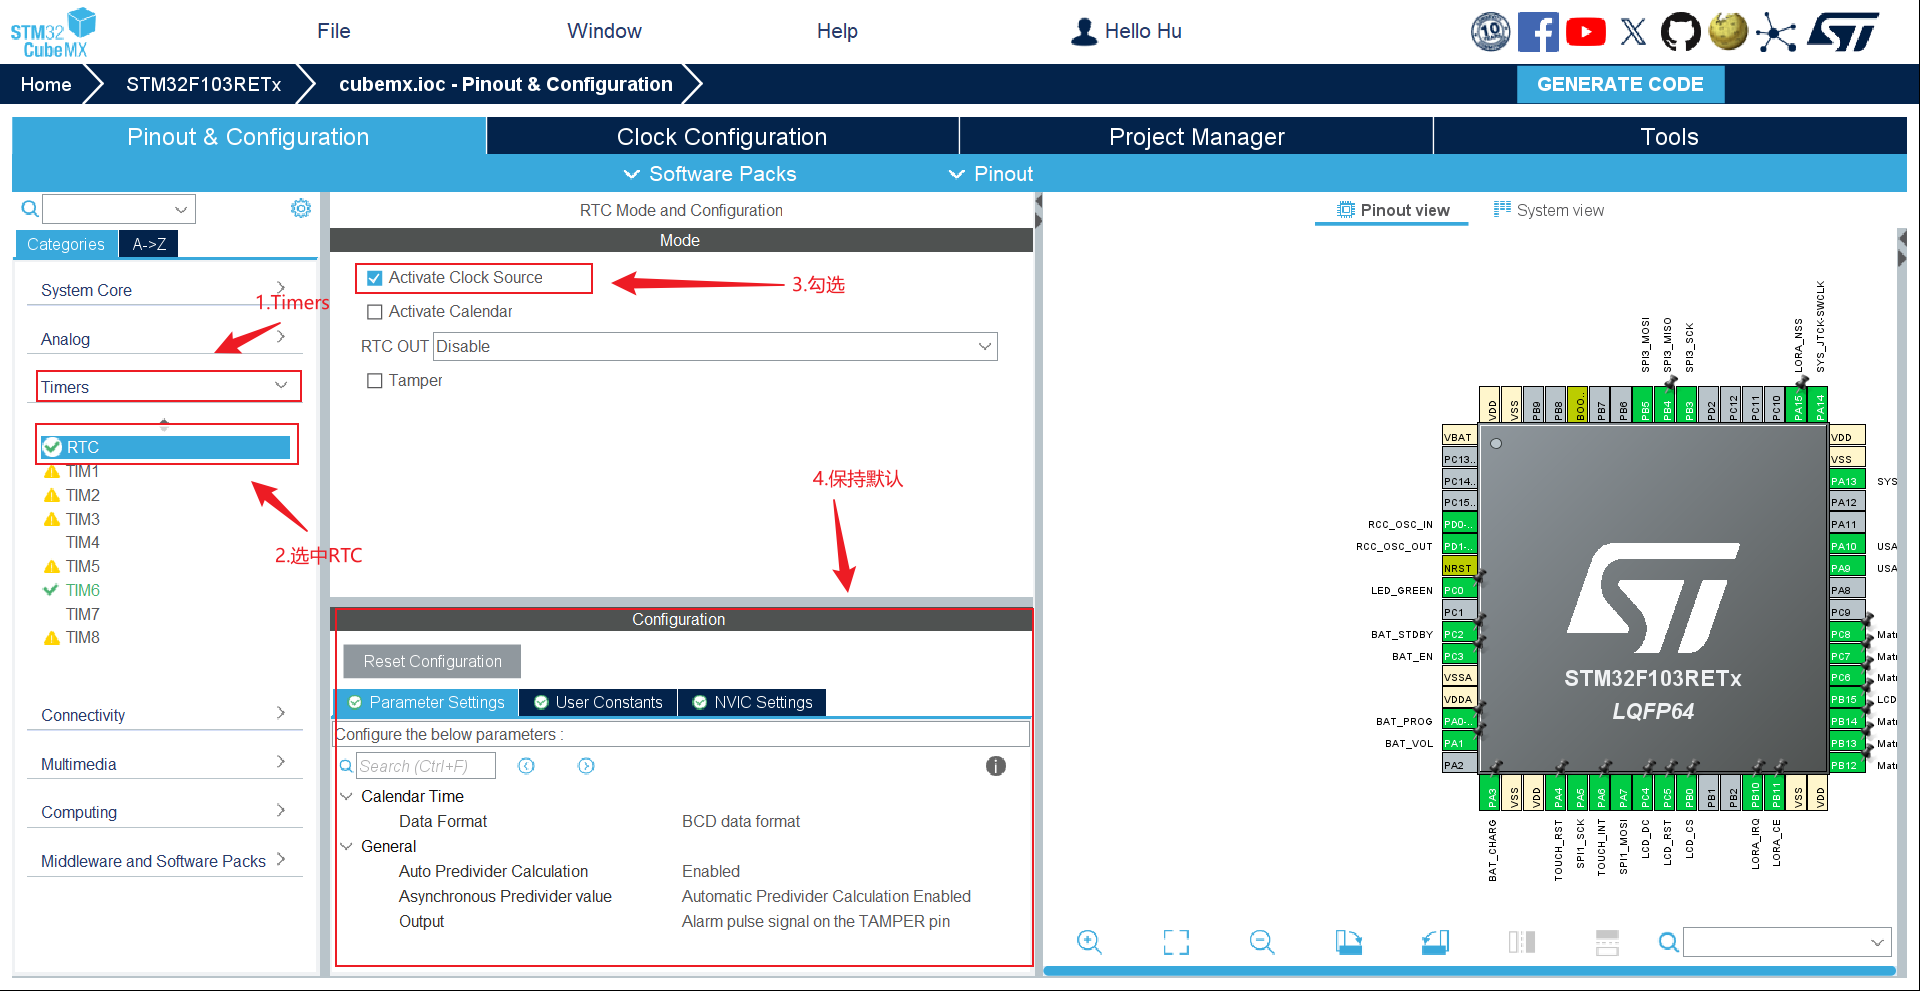 STM32
CubeMX
File
Window
Help
Hello Hu
10
Home
STM32F103RETx
cubemx.ioc - Pinout & Configuration
GENERATE CODE
Pinout & Configuration
Clock Configuration
Project Manager
Tools
Software Packs
Pinout
Categories
A->Z
System Core
1.Timers
Analog
Timers
RTC
TIM1
TIM2
TIM3
TIM4
TIM5
TIM6
TIM7
TIM8
2.选中RTC
Connectivity
Multimedia
Computing
Middleware and Software Packs
RTC Mode and Configuration
Mode
Activate Clock Source
3.勾选
Activate Calendar
RTC OUT Disable
Tamper
4.保持默认
Configuration
Reset Configuration
Parameter Settings
User Constants
NVIC Settings
Configure the below parameters :
Search (Ctrl+F)
Calendar Time
Data Format BCD data format
General
Auto Predivider Calculation Enabled
Asynchronous Predivider value Automatic Predivider Calculation Enabled
Output Alarm pulse signal on the TAMPER pin
Pinout view
System view
SPI3_MOSI
SPI3_MISO
SPI3_SCK
LORA_NSS
SYS_JTCK-SWCLK
VDD
VSS
PB9
PB8
BOO..
PB7
PB6
PB5
PB4
PB3
PD2
PC12
PC11
PC10
PA15
PA14
VBAT
PC13..
PC14..
PC15..
RCC_OSC_IN PD0-..
RCC_OSC_OUT PD1-..
NRST
LED_GREEN PC0
PC1
BAT_STDBY PC2
BAT_EN PC3
VSSA
VDDA
BAT_PROG PA0-..
BAT_VOL PA1
PA2
STM32F103RETx
LQFP64
VDD
VSS
PA13 SYS
PA12
PA11
PA10 USA
PA9 USA
PA8
PC9
PC8 Mat
PC7 Mat
PC6 Mat
PB15 LCD
PB14 Mat
PB13 Mat
PB12 Mat
PA3
VSS
VDD
PA4
PA5
PA6
PA7
PC4
PC5
PB0
PB1
PB2
PB10
PB11
VSS
VDD
BAT_CHARG
TOUCH_RST
SPI1_SCK
TOUCH_INT
SPI1_MOSI
LCD_DC
LCD_RST
LCD_CS
LORA_IRQ
LORA_CE